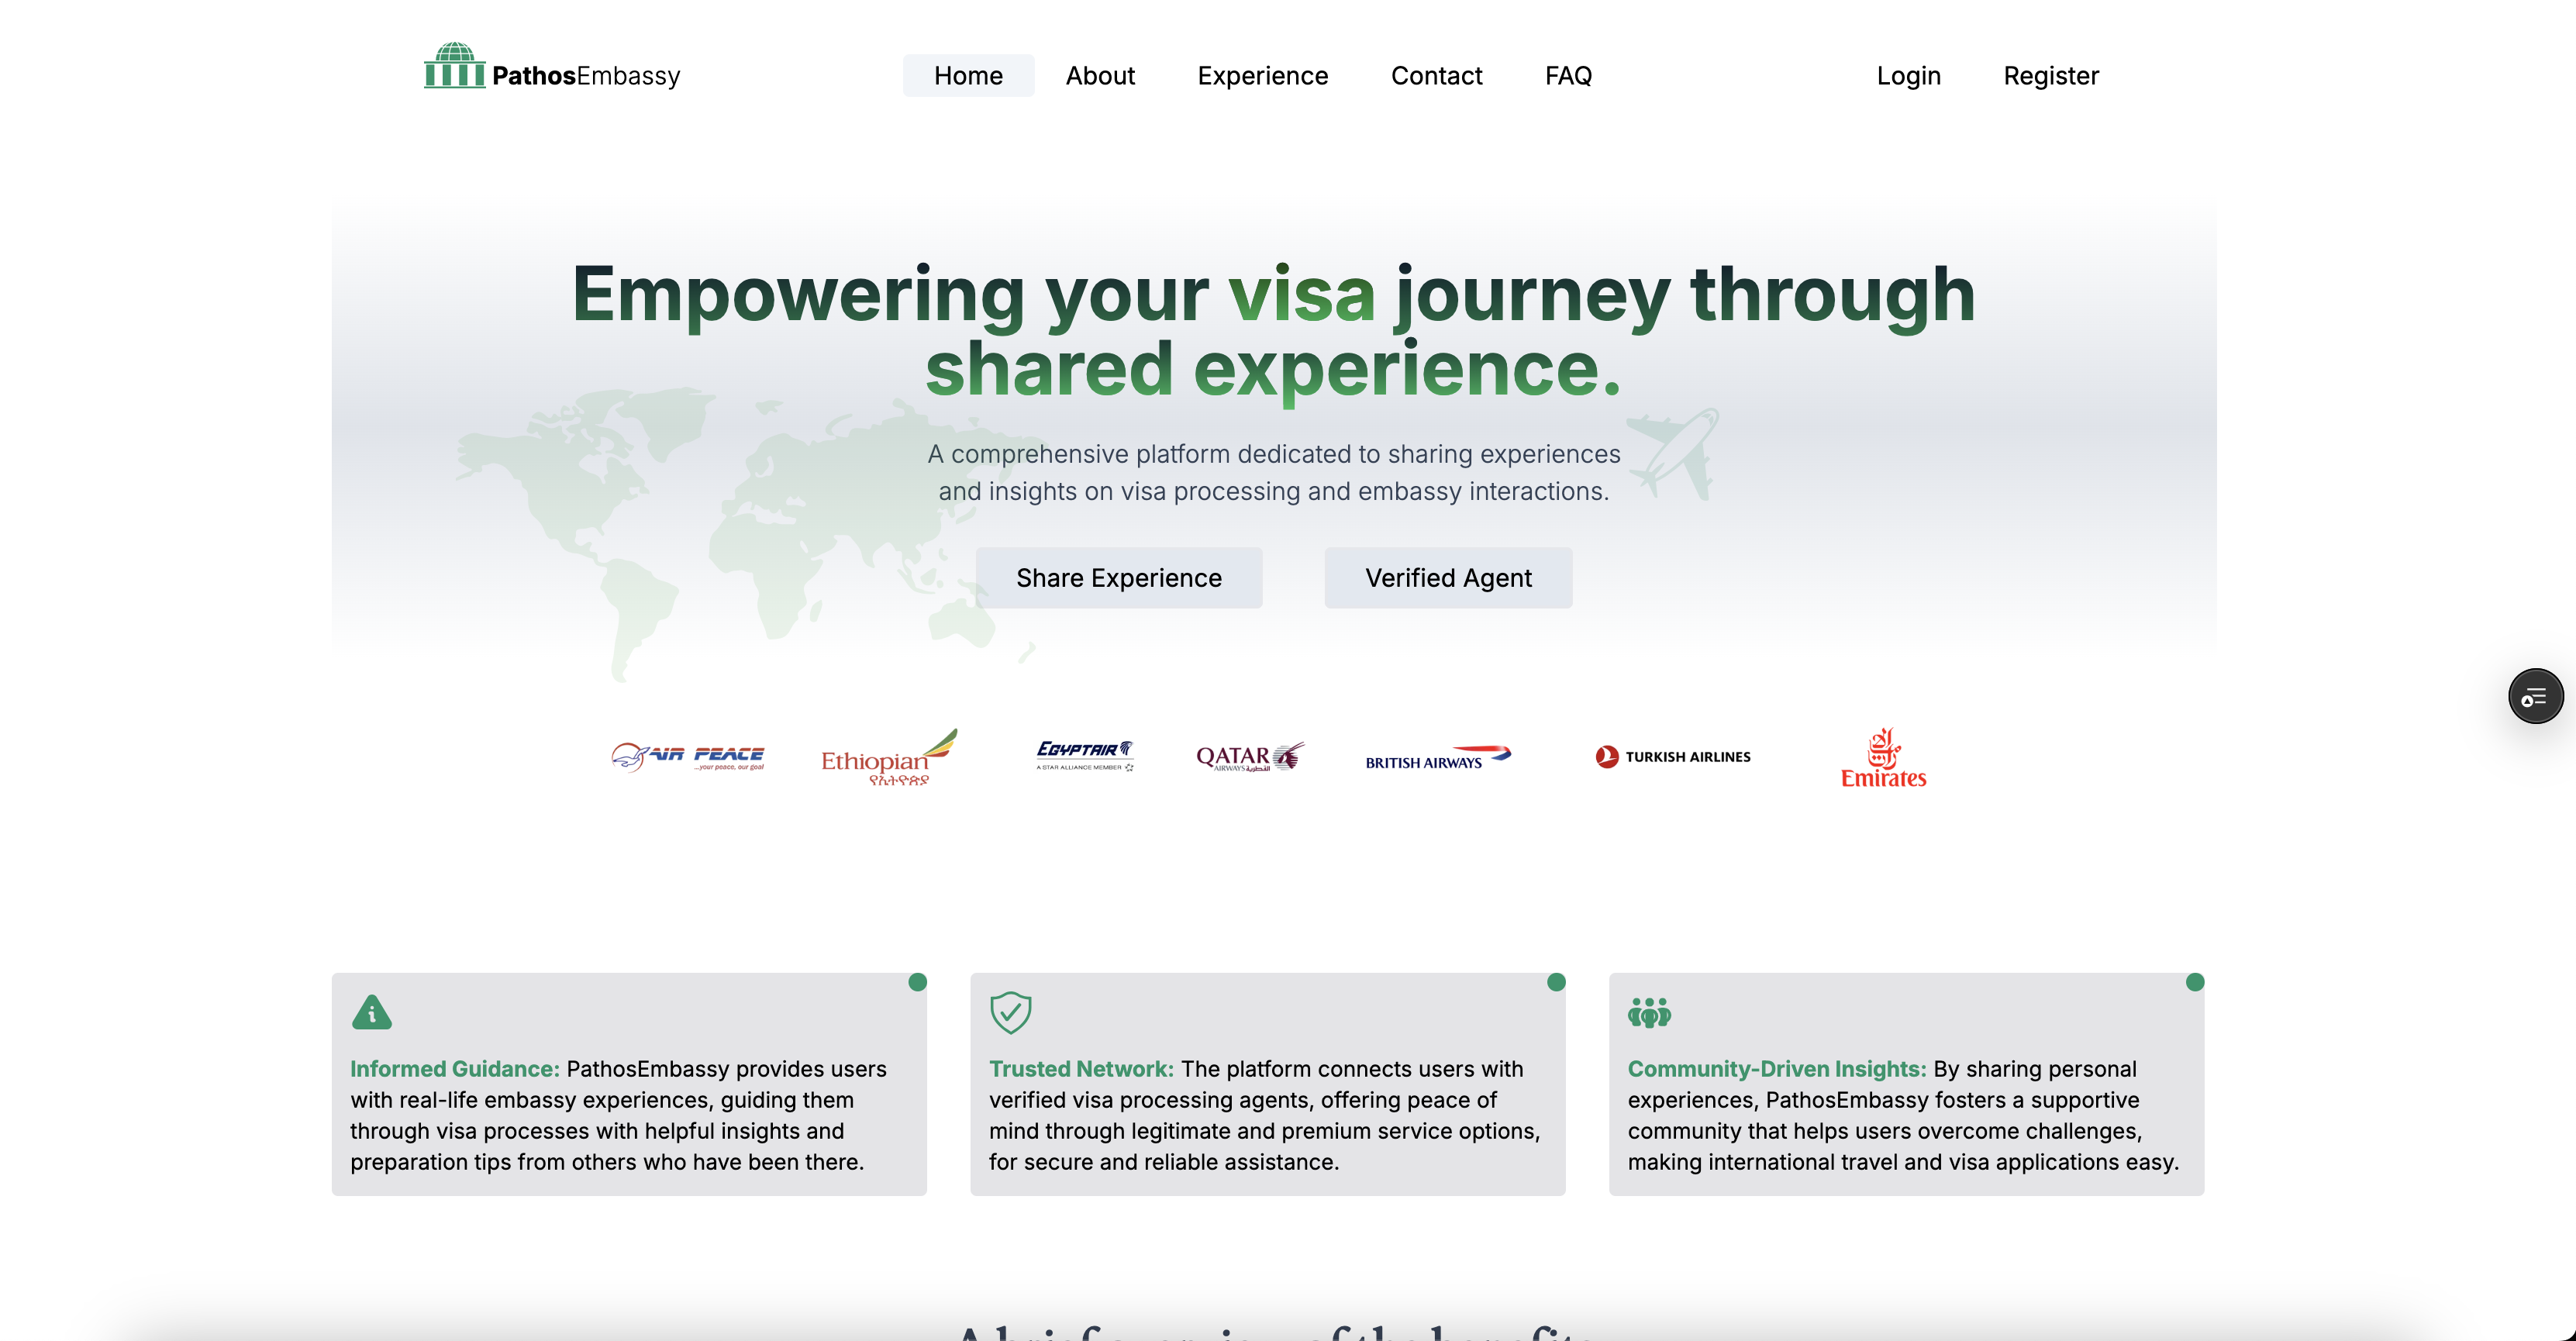 PathosEmbassy
Home
About
Experience
Contact
FAQ
Login
Register
Empowering your visa journey through
shared experience.
A comprehensive platform dedicated to sharing experiences
and insights on visa processing and embassy interactions.
Share Experience
Verified Agent
AIR PEACE
...your peace, our goal
Ethiopian
የኢትዮጵያ
EGYPTAIR
A STAR ALLIANCE MEMBER
QATAR
AIRWAYS القطرية
BRITISH AIRWAYS
TURKISH AIRLINES
Emirates
Informed Guidance: PathosEmbassy provides users
with real-life embassy experiences, guiding them
through visa processes with helpful insights and
preparation tips from others who have been there.
Trusted Network: The platform connects users with
verified visa processing agents, offering peace of
mind through legitimate and premium service options,
for secure and reliable assistance.
Community-Driven Insights: By sharing personal
experiences, PathosEmbassy fosters a supportive
community that helps users overcome challenges,
making international travel and visa applications easy.
A brief overview of the benefits